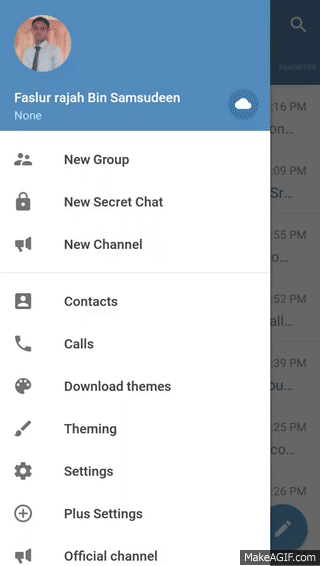 Faslur rajah Bin Samsudeen
None
FAVORITES
:16 PM
New Group
on...
New Secret Chat
:09 PM
Sr...
New Channel
:55 PM
o...
Contacts
:52 PM
all...
Calls
:39 PM
Download themes
ou...
Theming
:25 PM
co...
Settings
:26 PM
Plus Settings
Official channel
MakeAGIF.com